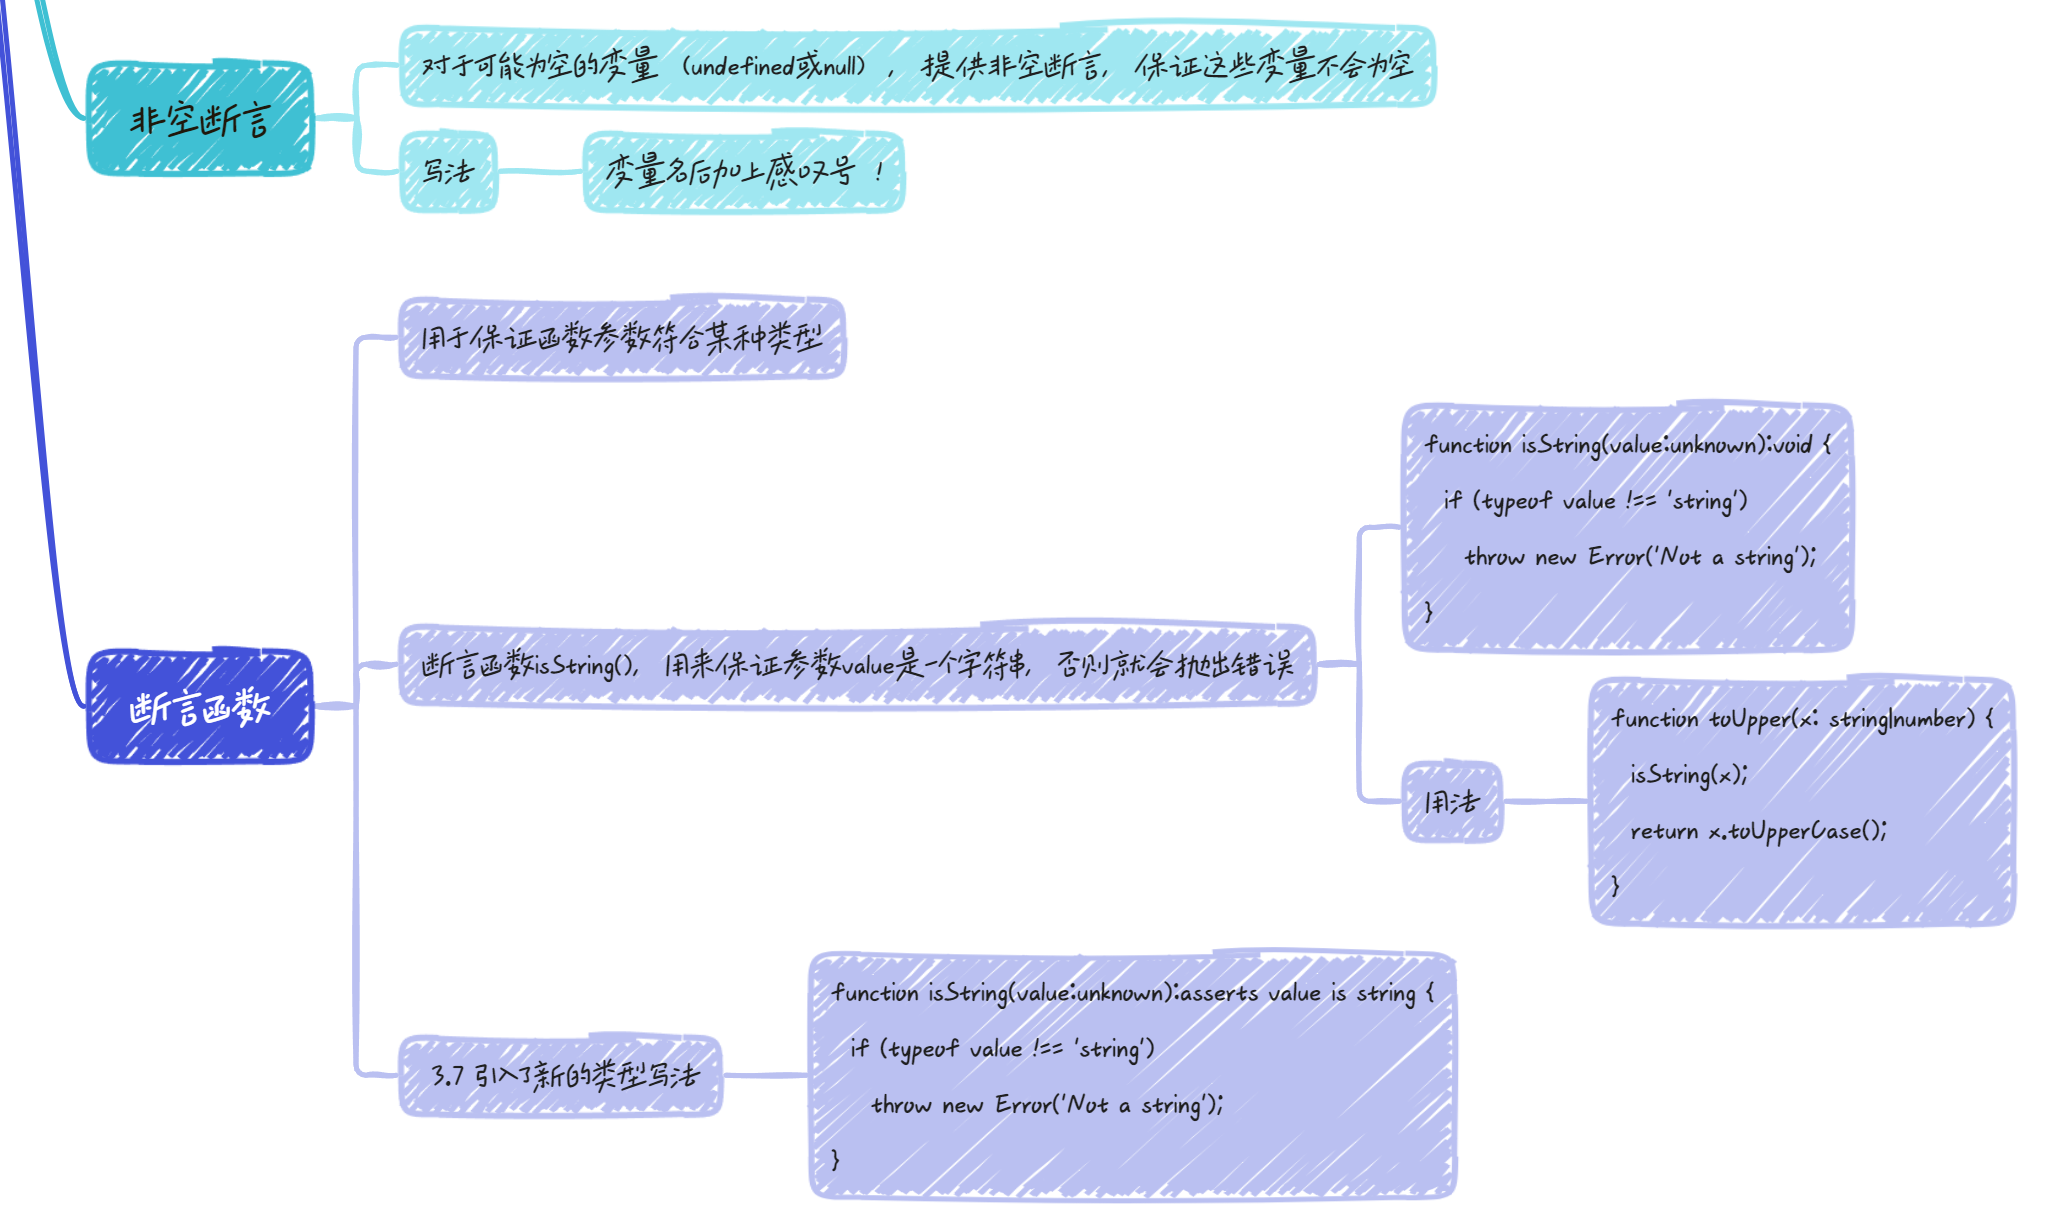 非空断言
对于可能为空的变量（undefined或null），提供非空断言，保证这些变量不会为空
写法
变量名后加上感叹号！
断言函数
用于保证函数参数符合某种类型
断言函数isString()，用来保证参数value是一个字符串，否则就会抛出错误
function isString(value:unknown):void {
if (typeof value !== 'string')
throw new Error('Not a string');
}
用法
function toUpper(x: string|number) {
isString(x);
return x.toUpperCase();
}
3.7 引入了新的类型写法
function isString(value:unknown):asserts value is string {
if (typeof value !== 'string')
throw new Error('Not a string');
}